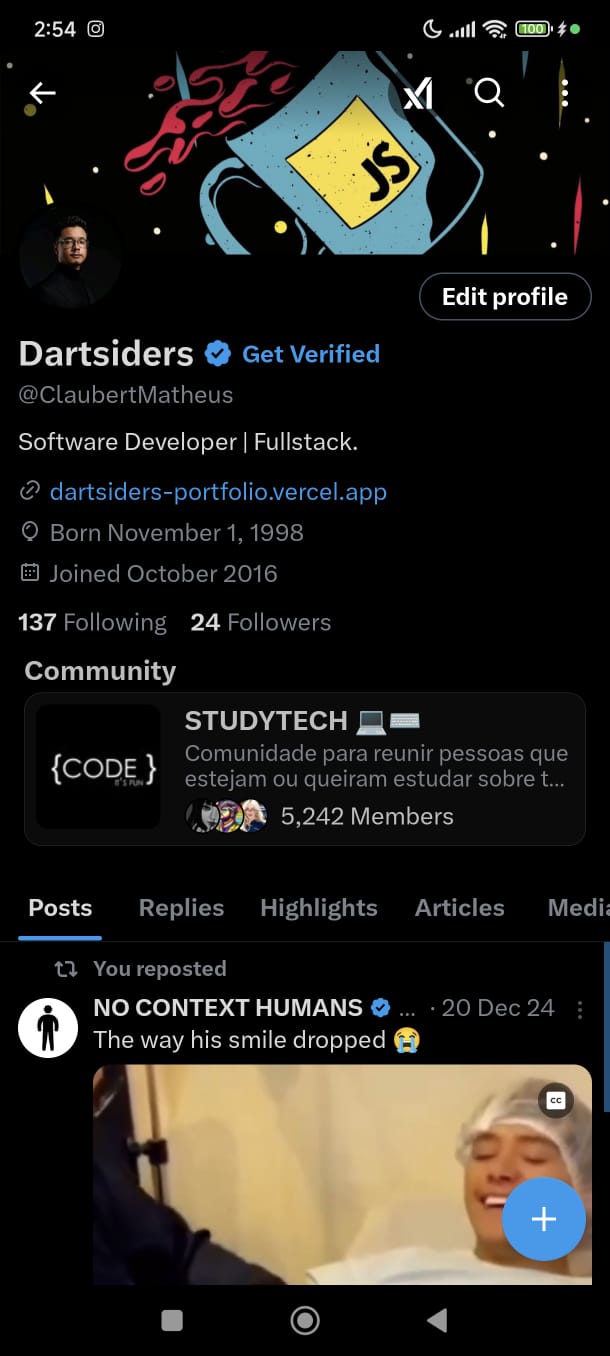 2:54
100
JS
Edit profile
Dartsiders Get Verified
@ClaubertMatheus
Software Developer | Fullstack.
dartsiders-portfolio.vercel.app
Born November 1, 1998
Joined October 2016
137 Following 24 Followers
Community
STUDYTECH 💻⌨️
{CODE }
IT'S FUN
Comunidade para reunir pessoas que
estejam ou queiram estudar sobre t...
5,242 Members
Posts Replies Highlights Articles Media
You reposted
NO CONTEXT HUMANS ... · 20 Dec 24
The way his smile dropped 😭
CC